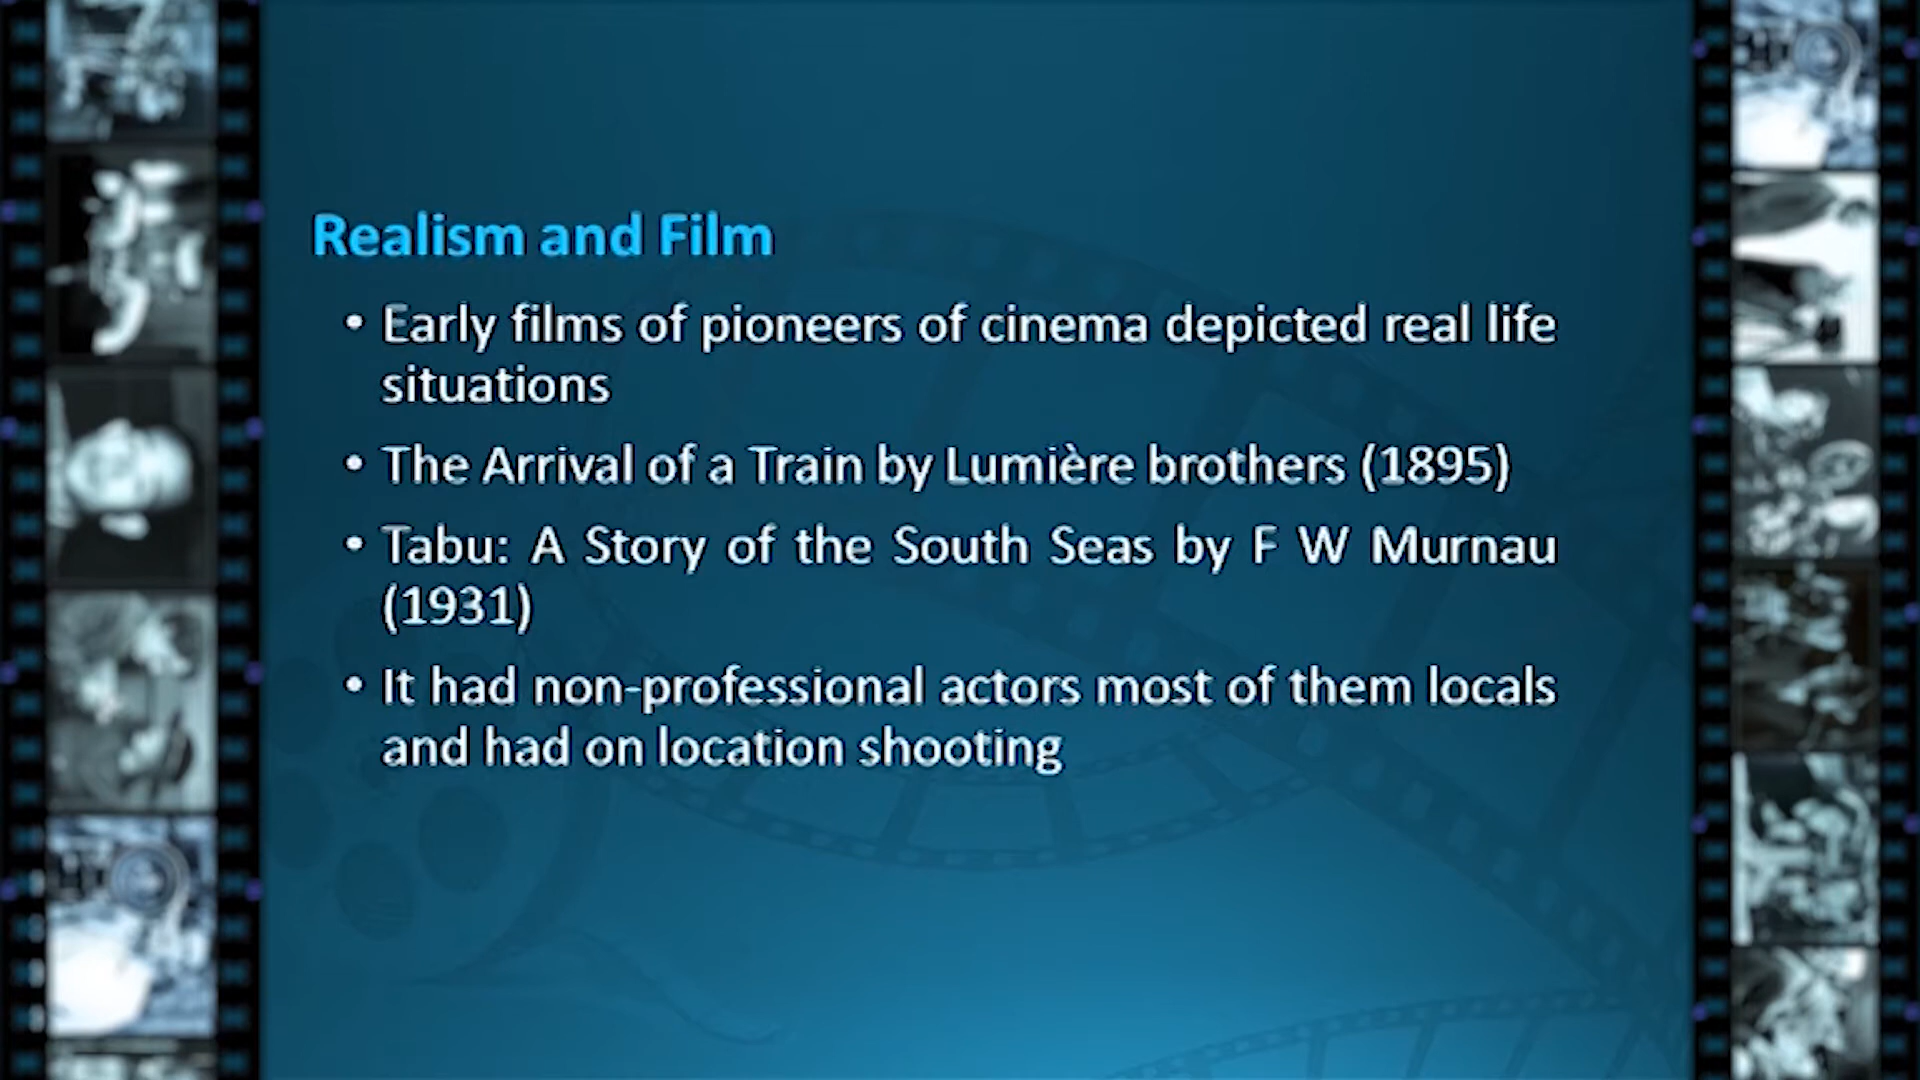 Realism and Film
• Early films of pioneers of cinema depicted real life
situations
• The Arrival of a Train by Lumière brothers (1895)
• Tabu: A Story of the South Seas by F W Murnau
(1931)
• It had non-professional actors most of them locals
and had on location shooting